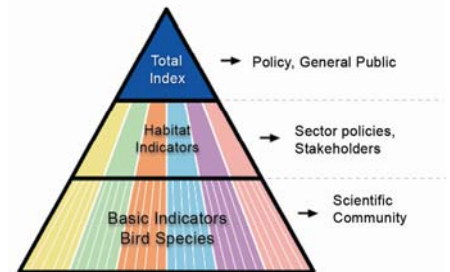 Total
Index
Policy, General Public
Habitat
Indicators
Sector policies,
Stakeholders
Basic Indicators
Bird Species
Scientific
Community